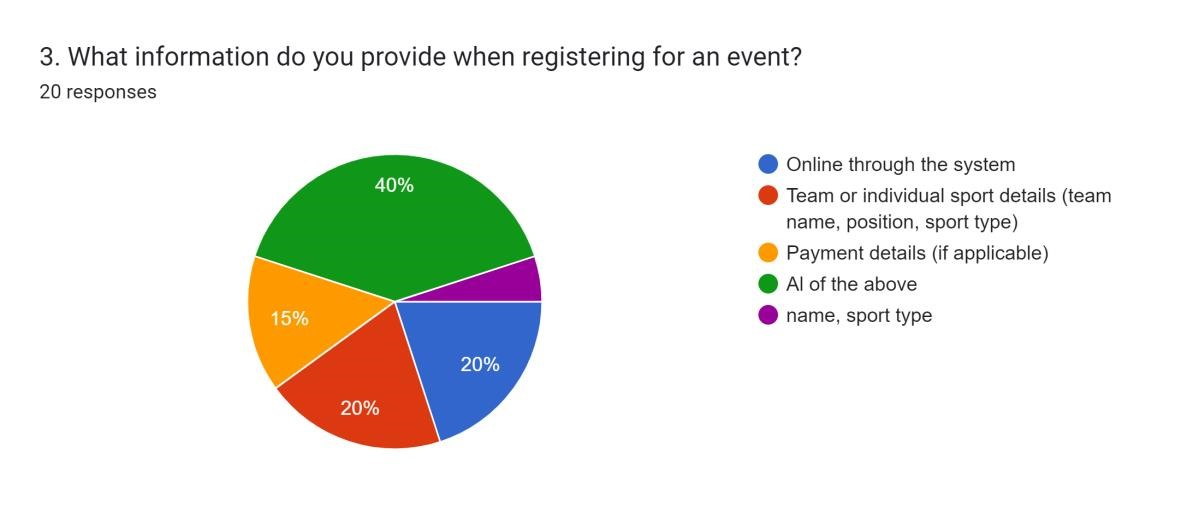 3. What information do you provide when registering for an event?
20 responses
40%
15%
20%
20%
Online through the system
Team or individual sport details (team
name, position, sport type)
Payment details (if applicable)
Al of the above
name, sport type